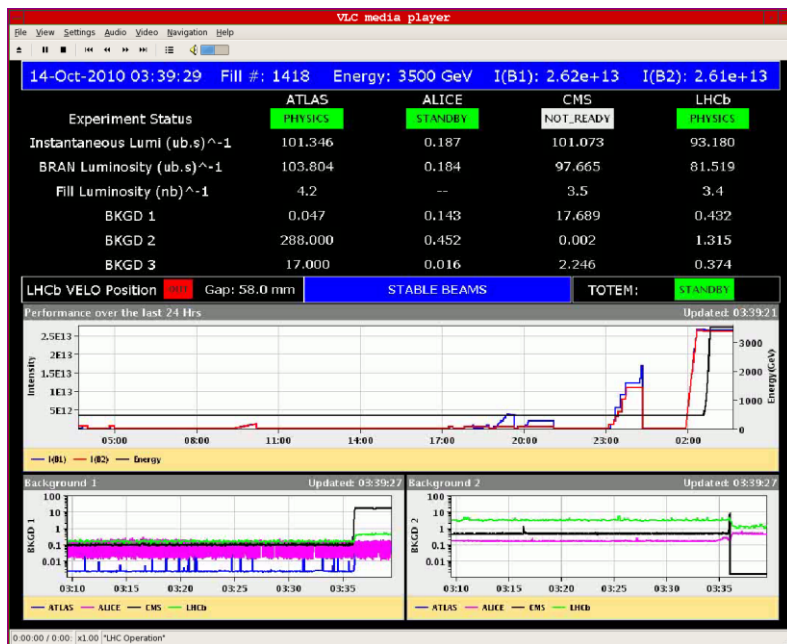 VLC media player
File View Settings Audio Video Navigation Help
14-Oct-2010 03:39:29 Fill #: 1418 Energy: 3500 GeV I(B1): 2.62e+13 I(B2): 2.61e+13
ATLAS ALICE CMS LHCb
Experiment Status PHYSICS STANDBY NOT_READY PHYSICS
Instantaneous Lumi (ub.s)^-1 101.346 0.187 101.073 93.180
BRAN Luminosity (ub.s)^-1 103.804 0.184 97.665 81.519
Fill Luminosity (nb)^-1 4.2 -- 3.5 3.4
BKGD 1 0.047 0.143 17.689 0.432
BKGD 2 288.000 0.452 0.002 1.315
BKGD 3 17.000 0.016 2.246 0.374
LHCb VELO Position OUT Gap: 58.0 mm STABLE BEAMS TOTEM: STANDBY
Performance over the last 24 Hrs Updated: 03:39:21
Intensity
2.5E13
2E13
1.5E13
1E13
5E12
3000
2000
1000
0
Energy(GeV)
05:00 08:00 11:00 14:00 17:00 20:00 23:00 02:00
I(B1) I(B2) Energy
Background 1 Updated: 03:39:27
BKGD 1
100
10
1
0.1
0.01
03:10 03:15 03:20 03:25 03:30 03:35
ATLAS ALICE CMS LHCb
Background 2 Updated: 03:39:27
BKGD 2
100
10
1
0.1
0.01
03:10 03:15 03:20 03:25 03:30 03:35
ATLAS ALICE CMS LHCb
0:00:00 / 0:00: x1.00 "LHC Operation"